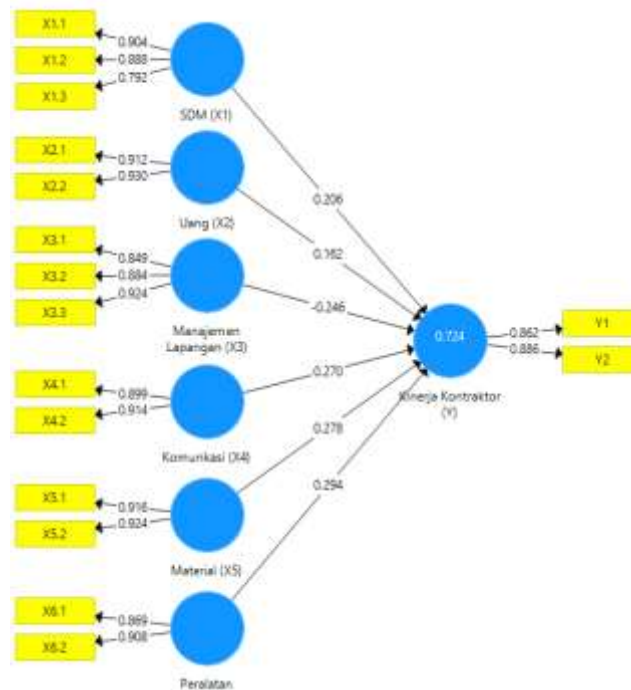 X1.1
0.904
X1.2
0.888
X1.3
0.792
SDM (X1)
0.206
X2.1
0.912
X2.2
0.930
Uang (X2)
0.162
X3.1
0.849
X3.2
0.884
X3.3
0.924
Manajemen
Lapangan (X3)
-0.246
0.724
0.862
Y1
0.886
Y2
Kinerja Kontraktor
(Y)
X4.1
0.899
X4.2
0.914
0.270
Komunikasi (X4)
0.278
X5.1
0.916
X5.2
0.924
Material (X5)
0.294
X6.1
0.869
X6.2
0.908
Peralatan